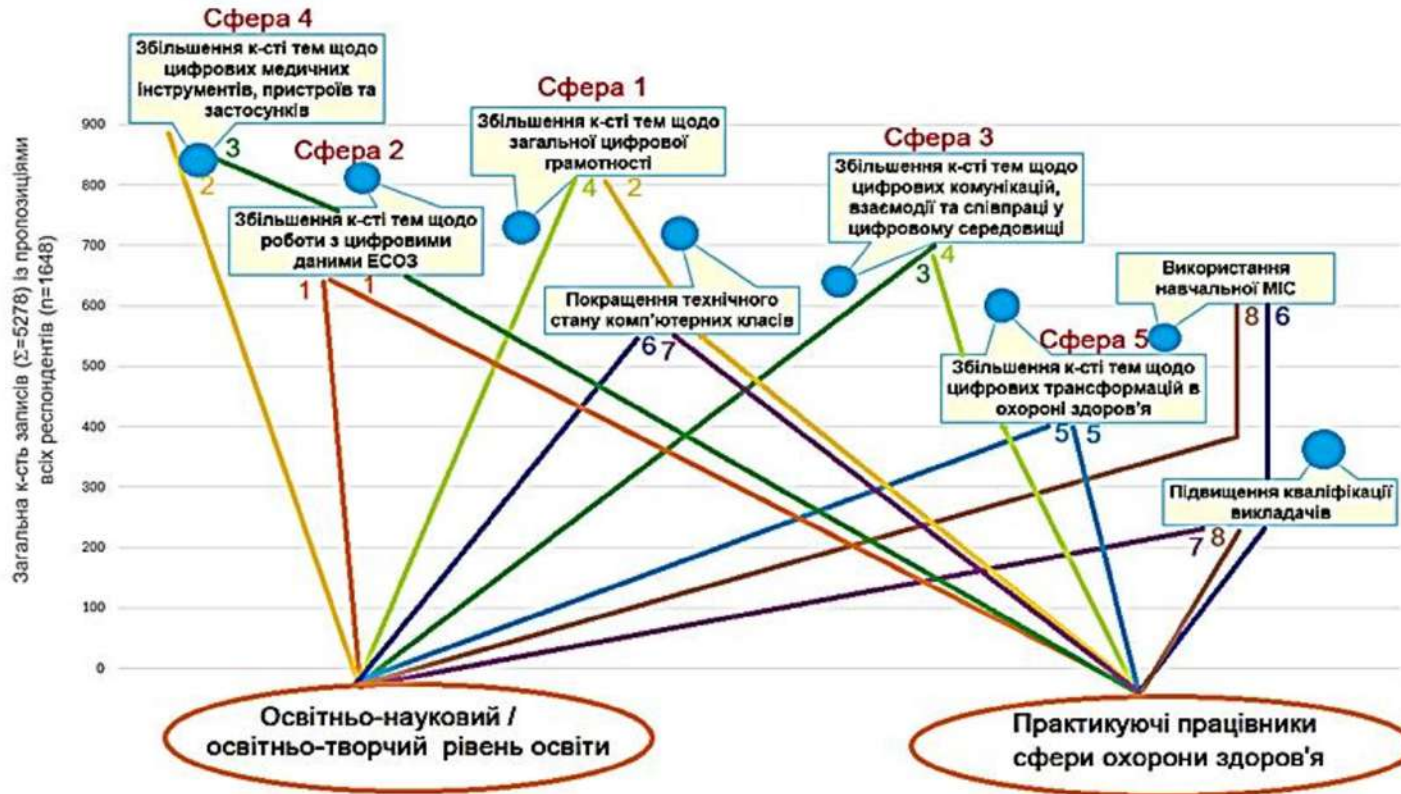 Сфера 4
Збільшення к-сті тем щодо
цифрових медичних
інструментів, пристроїв та
застосунків
Сфера 1
Збільшення к-сті тем щодо
загальної цифрової
грамотності
Сфера 3
Збільшення к-сті тем щодо
цифрових комунікацій,
взаємодії та співпраці у
цифровому середовищі
Сфера 2
Збільшення к-сті тем щодо
роботи з цифровими
даними ЕСОЗ
Покращення технічного
стану комп'ютерних класів
Використання
навчальної МІС
Сфера 5
Збільшення к-сті тем щодо
цифрових трансформацій в
охороні здоров'я
Підвищення кваліфікації
викладачів
3
2
4 2
1 1
3 4
6 7
8 6
5 5
7 8
Загальна к-сть записів (Σ=5278) із пропозиціями
всіх респондентів (n=1648)
900
800
700
600
500
400
300
200
100
0
Освітньо-науковий /
освітньо-творчий рівень освіти
Практикуючі працівники
сфери охорони здоров'я